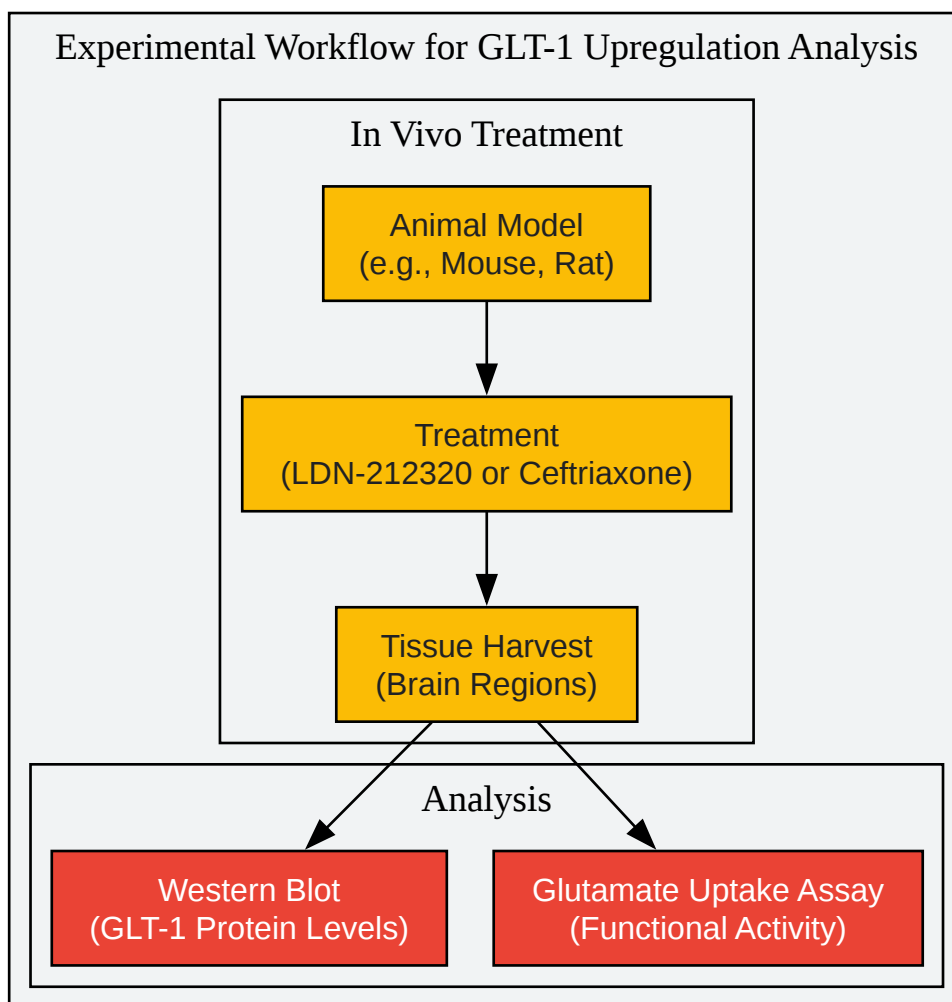 Experimental Workflow for GLT-1 Upregulation Analysis
In Vivo Treatment
Animal Model
(e.g., Mouse, Rat)
Treatment
(LDN-212320 or Ceftriaxone)
Tissue Harvest
(Brain Regions)
Analysis
Western Blot
(GLT-1 Protein Levels)
Glutamate Uptake Assay
(Functional Activity)